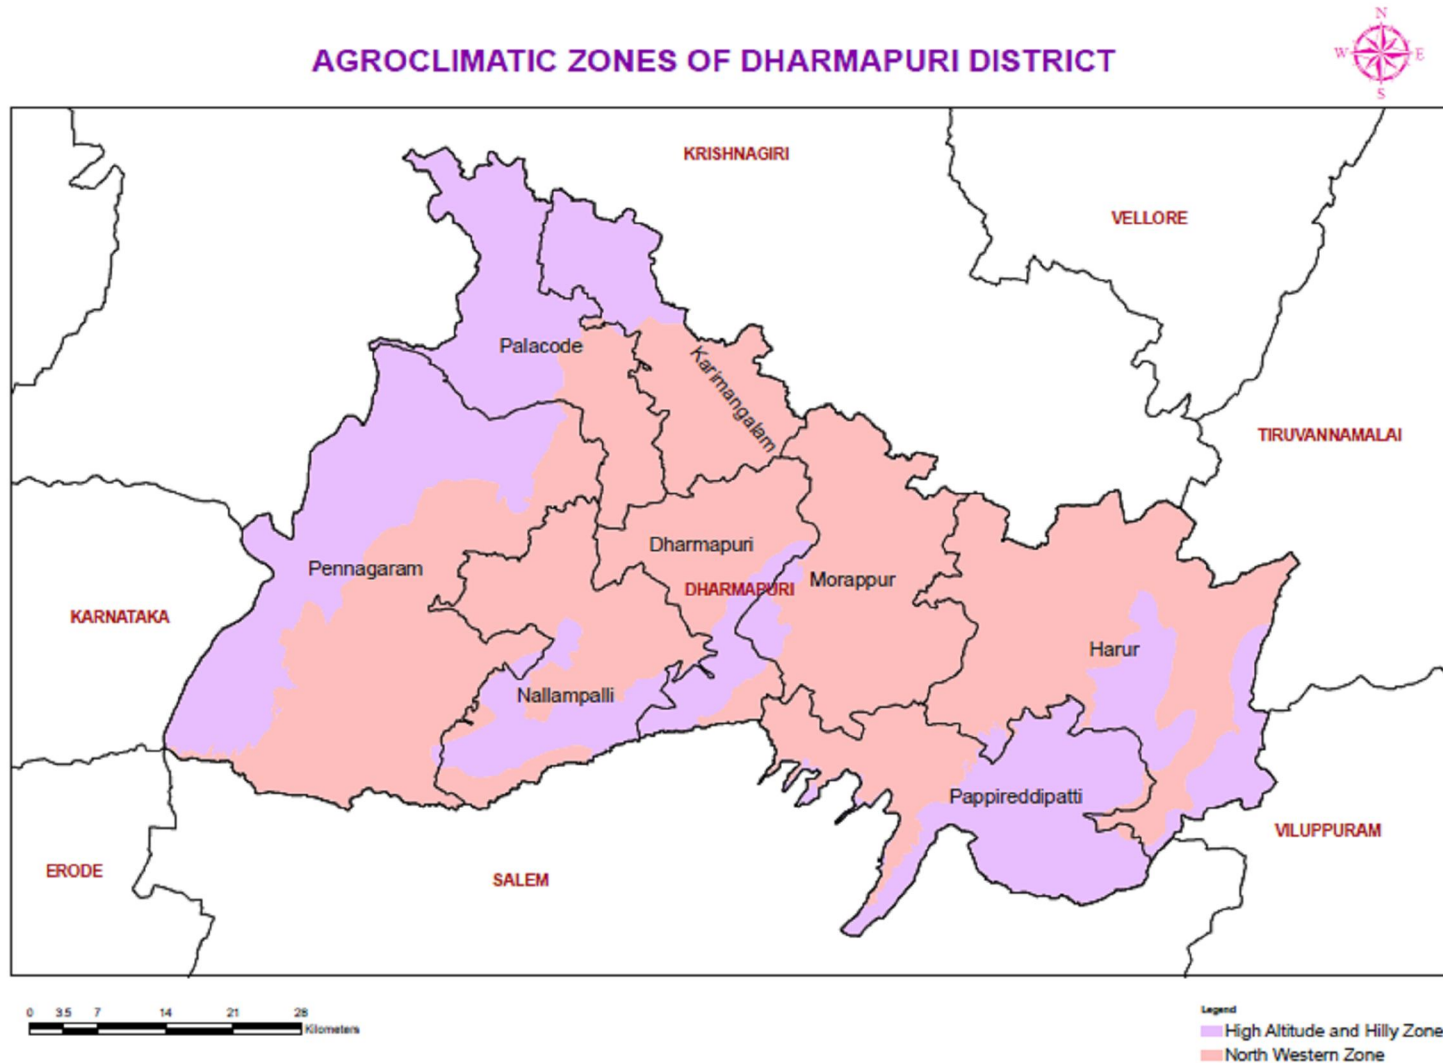 N
AGROCLIMATIC ZONES OF DHARMAPURI DISTRICT
W E
S
KRISHNAGIRI
VELLORE
Palacode
Karimangalam
TIRUVANNAMALAI
Dharmapuri
Pennagaram
Morappur
DHARMAPURI
KARNATAKA
Harur
Nallampalli
Pappireddipatti
VILUPPURAM
ERODE
SALEM
0 3.5 7 14 21 28
Kilometers
Legend
High Altitude and Hilly Zone
North Western Zone